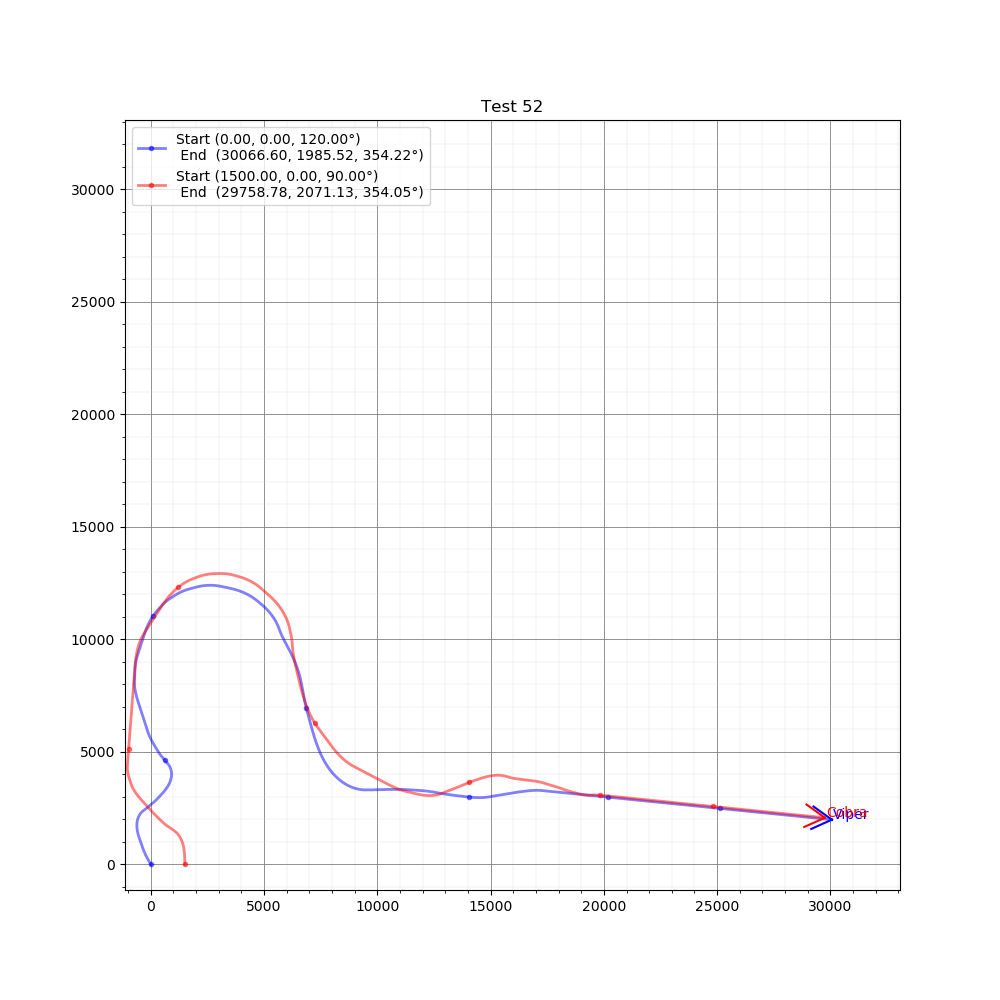 Test 52
Start (0.00, 0.00, 120.00°)
End (30066.60, 1985.52, 354.22°)
Start (1500.00, 0.00, 90.00°)
End (29758.78, 2071.13, 354.05°)
30000
25000
20000
15000
10000
5000
0
Cobra
Viper
0
5000
10000
15000
20000
25000
30000